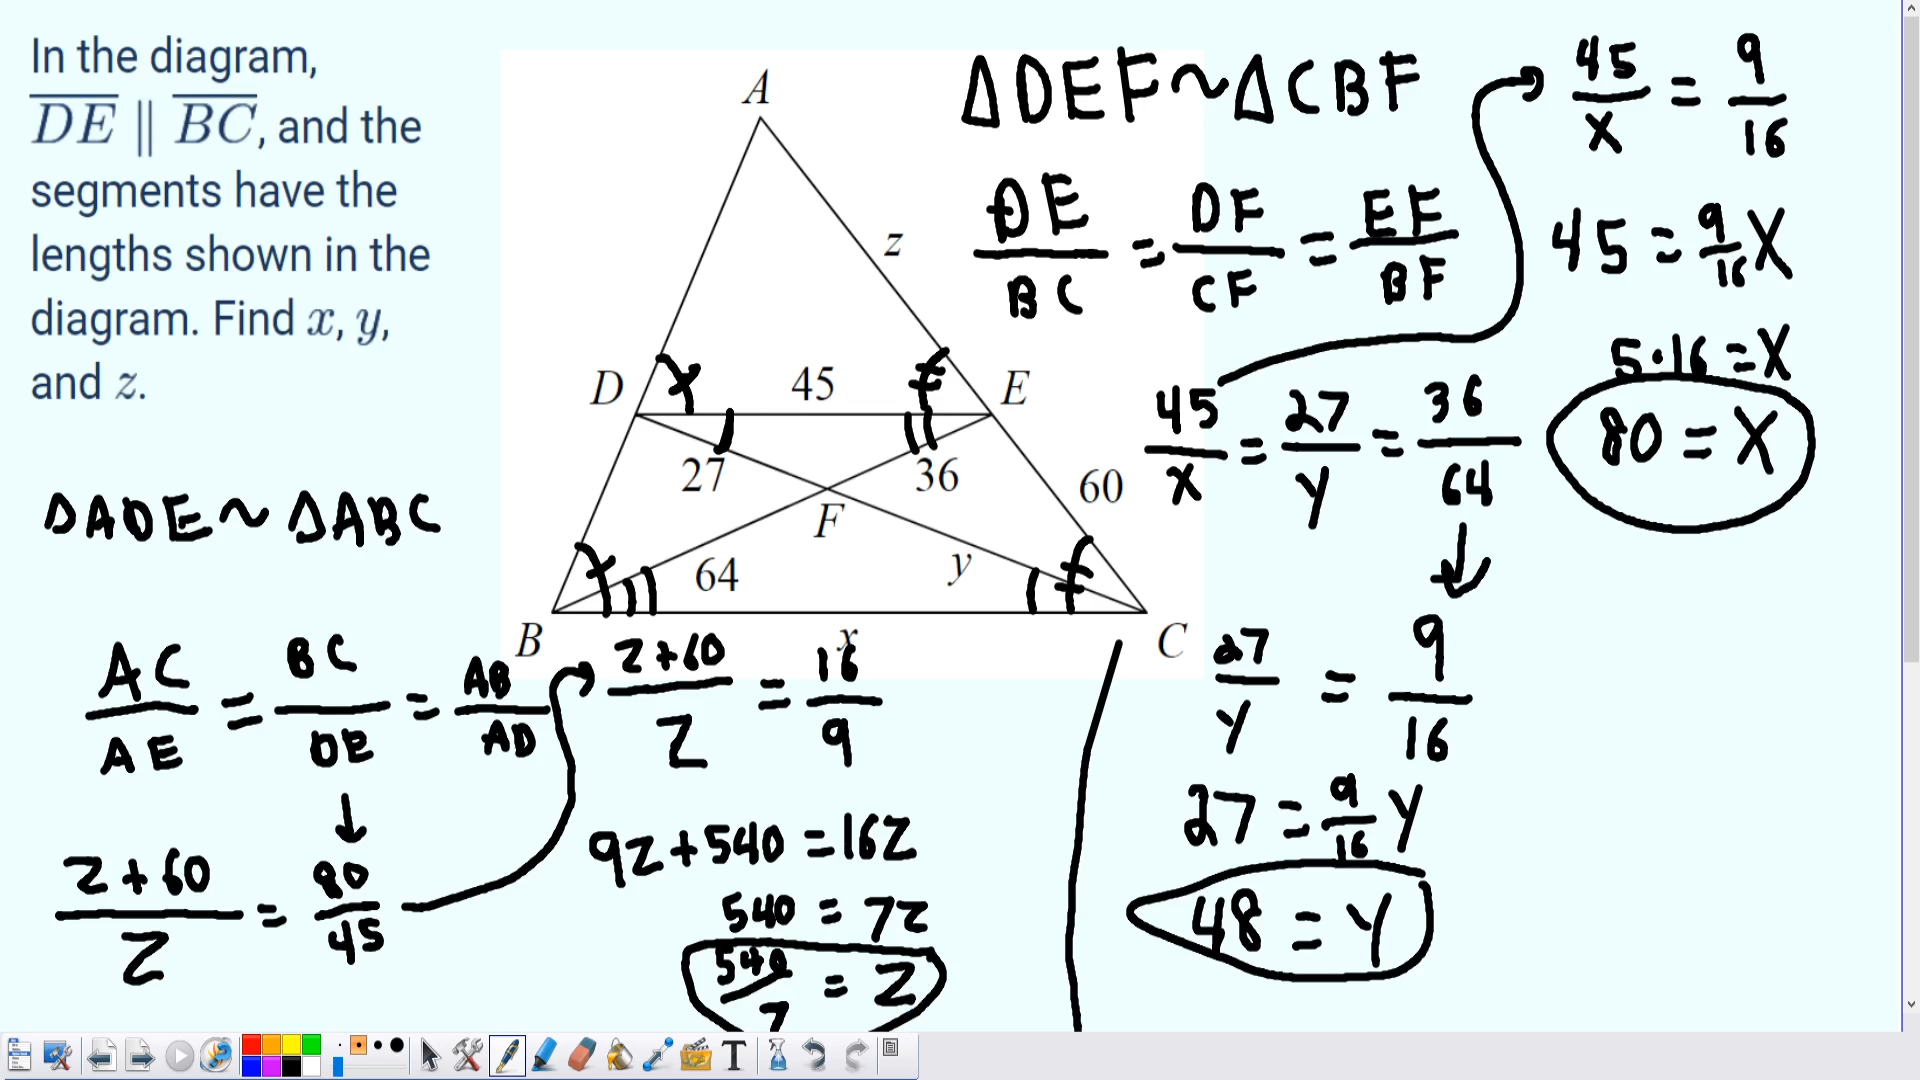 In the diagram,
DE ∥ BC, and the
segments have the
lengths shown in the
diagram. Find x, y,
and z.
A
z
D
45
E
27
36
60
F
64
y
B
x
C
ΔDEF~ΔCBF
DE/BC = DF/CF = EF/BF
45/X = 27/Y = 36/64
45/X = 9/16
45 = 9/16 X
5·16 = X
80 = X
27/Y = 9/16
27 = 9/16 Y
48 = Y
ΔADE~ΔABC
AC/AE = BC/DE = AB/AD
Z+60/Z = 80/45
Z+60/Z = 16/9
9Z+540 = 16Z
540 = 7Z
540/7 = Z
T